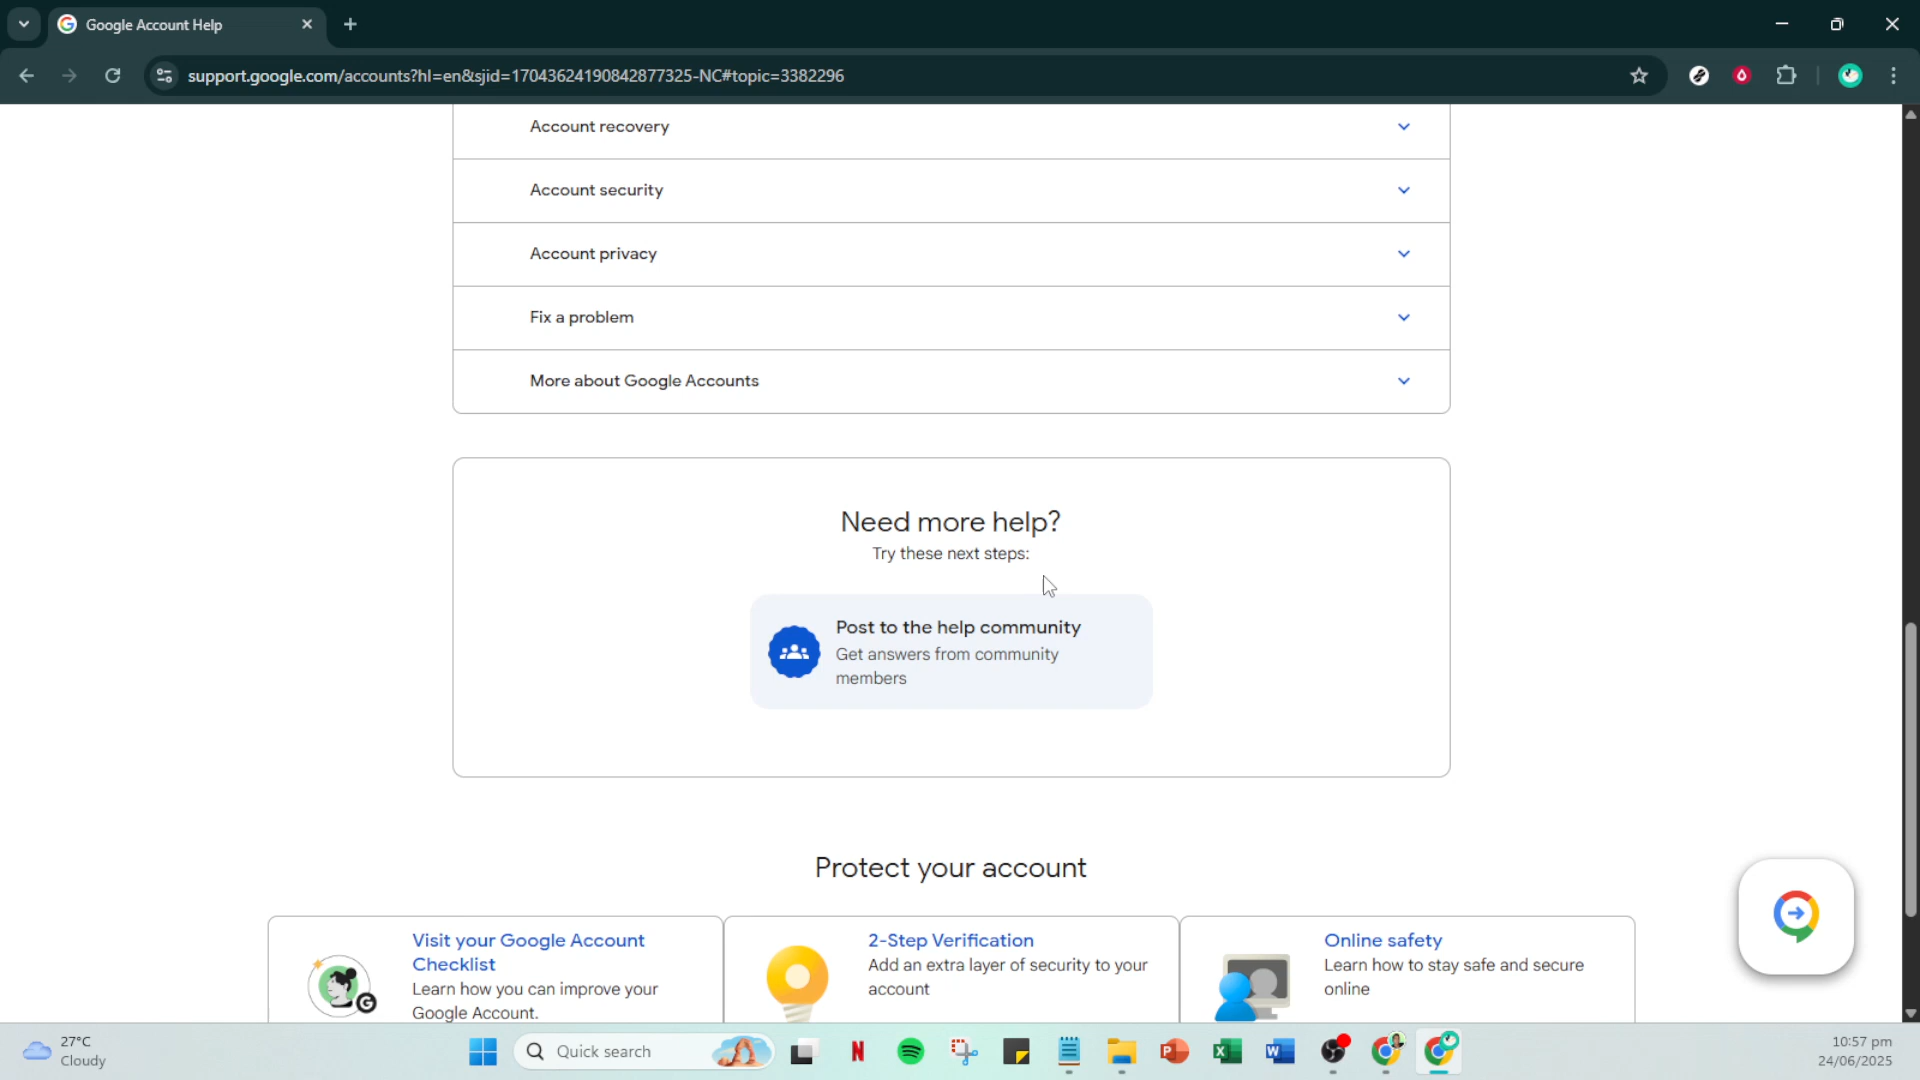 Google Account Help
support.google.com/accounts?hl=en&sjid=17043624190842877325-NC#topic=3382296
Account recovery
Account security
Account privacy
Fix a problem
More about Google Accounts
Need more help?
Try these next steps:
Post to the help community
Get answers from community
members
Protect your account
Visit your Google Account
Checklist
Learn how you can improve your
Google Account.
2-Step Verification
Add an extra layer of security to your
account
Online safety
Learn how to stay safe and secure
online
27°C
Cloudy
Quick search
10:57 pm
24/06/2025